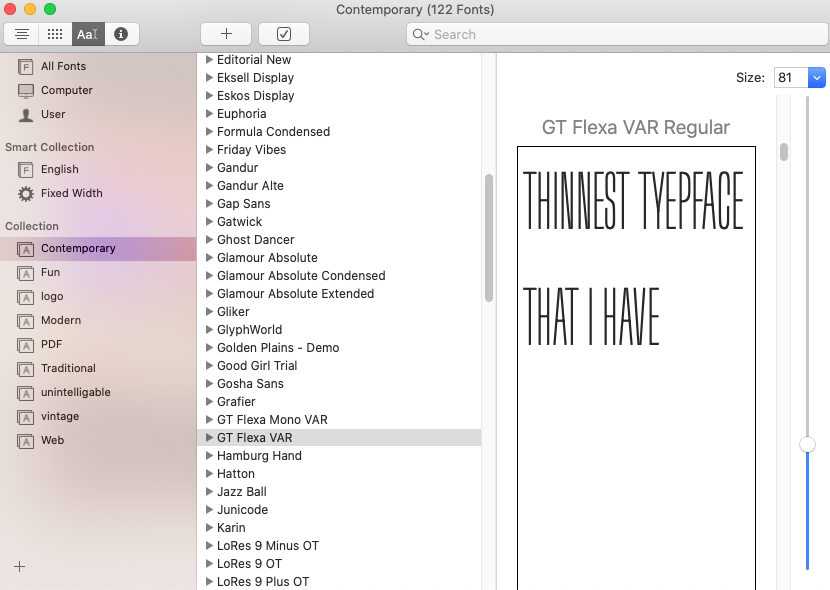 Contemporary (122 Fonts)
Aa
Search
All Fonts
Computer
User
Smart Collection
English
Fixed Width
Collection
Contemporary
Fun
logo
Modern
PDF
Traditional
unintelligable
vintage
Web
Editorial New
Eksell Display
Eskos Display
Euphoria
Formula Condensed
Friday Vibes
Gandur
Gandur Alte
Gap Sans
Gatwick
Ghost Dancer
Glamour Absolute
Glamour Absolute Condensed
Glamour Absolute Extended
Gliker
GlyphWorld
Golden Plains - Demo
Good Girl Trial
Gosha Sans
Grafier
GT Flexa Mono VAR
GT Flexa VAR
Hamburg Hand
Hatton
Jazz Ball
Junicode
Karin
LoRes 9 Minus OT
LoRes 9 OT
LoRes 9 Plus OT
Size: 81
GT Flexa VAR Regular
THINNEST TYEPFACE
THAT I HAVE